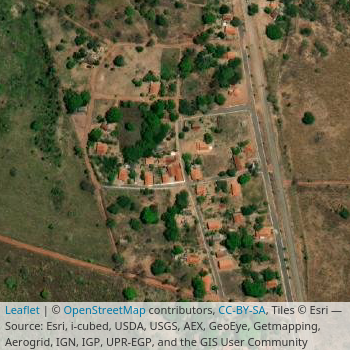 Leaflet | © OpenStreetMap contributors, CC-BY-SA, Tiles © Esri —
Source: Esri, i-cubed, USDA, USGS, AEX, GeoEye, Getmapping,
Aerogrid, IGN, IGP, UPR-EGP, and the GIS User Community